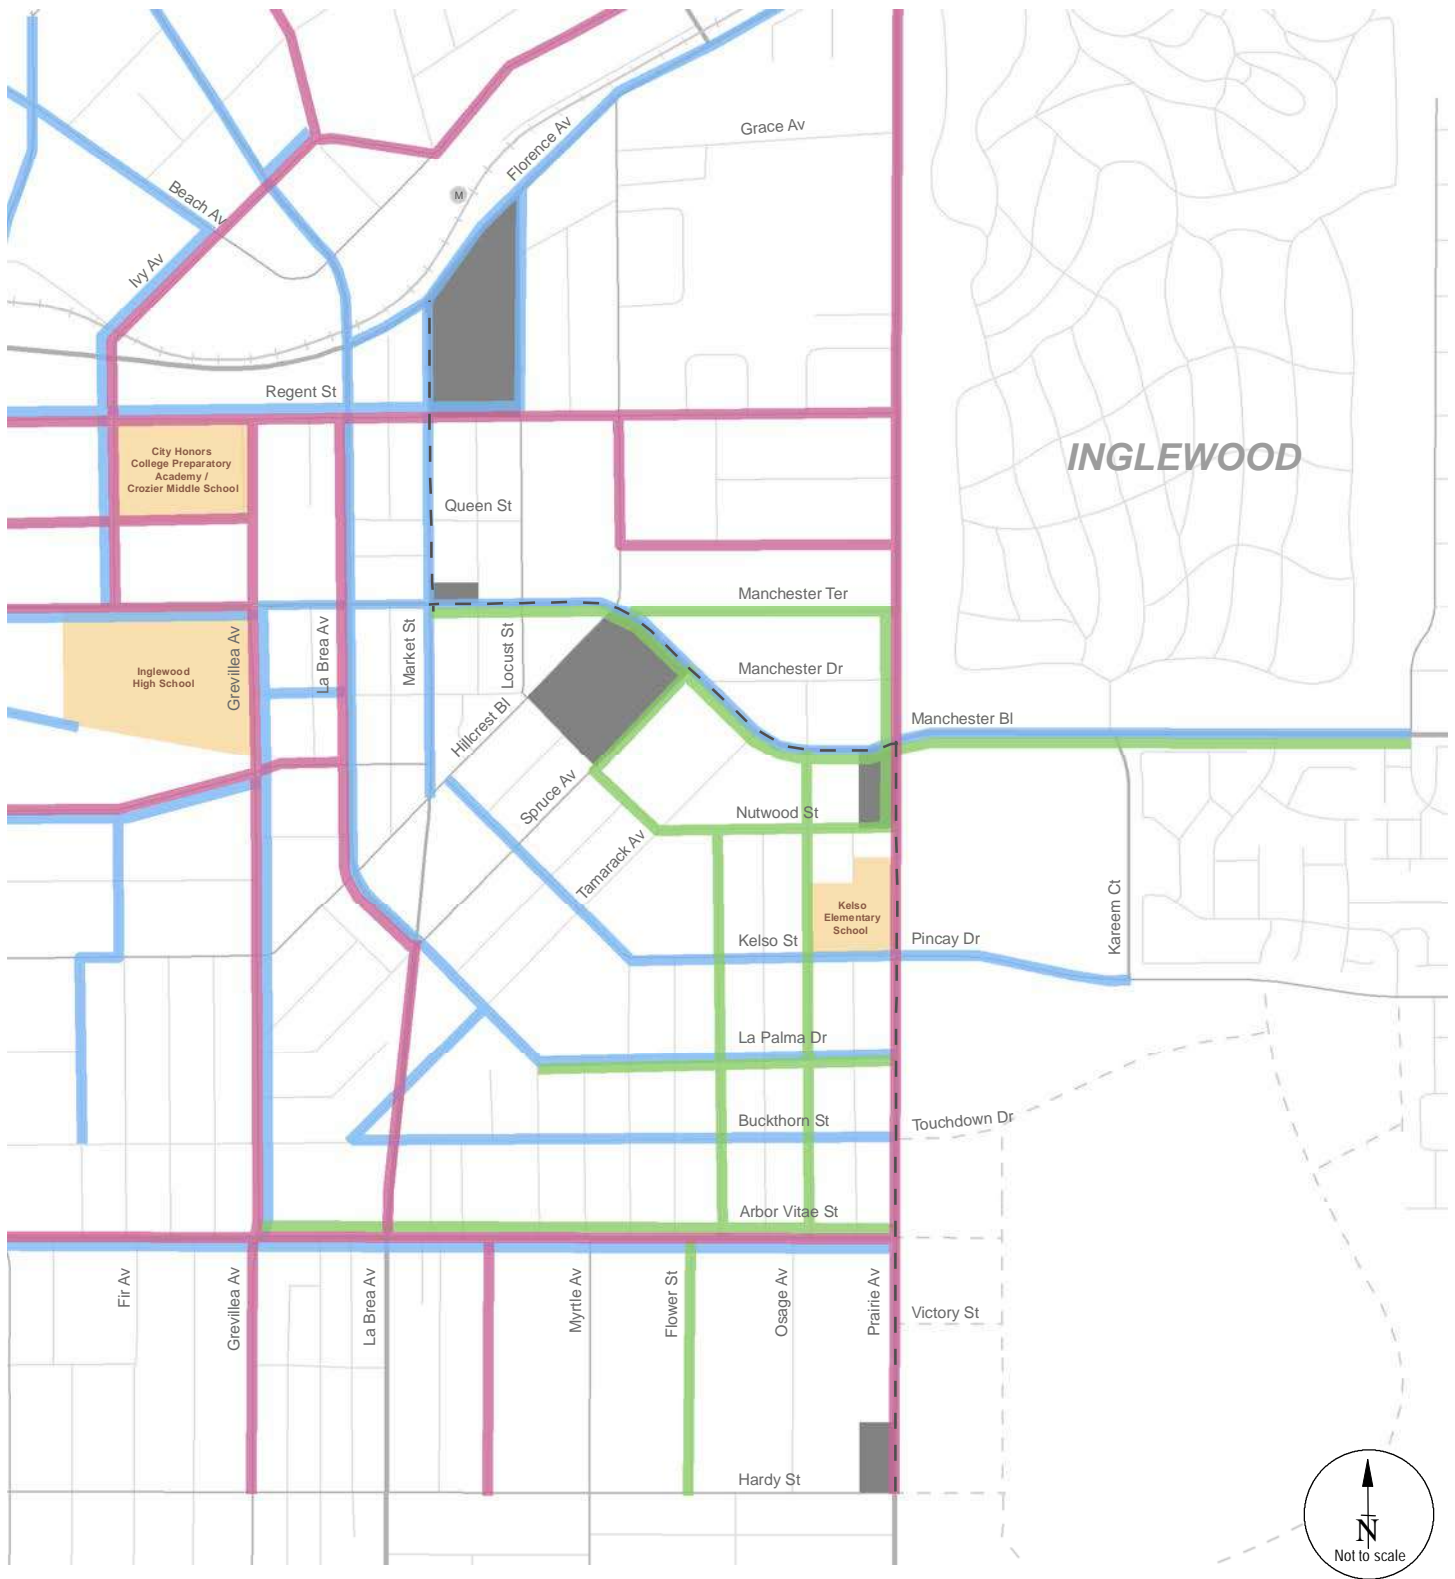 Grace Av
Florence Av
M
Beach Av
Ivy Av
Regent St
City Honors
College Preparatory
Academy /
Crozier Middle School
INGLEWOOD
Queen St
Manchester Ter
Grevillea Av
La Brea Av
Market St
Locust St
Inglewood
High School
Manchester Dr
Hillcrest Bl
Manchester Bl
Spruce Av
Nutwood St
Tamarack Av
Kelso
Elementary
School
Kareem Ct
Kelso St
Pincay Dr
La Palma Dr
Buckthorn St
Touchdown Dr
Arbor Vitae St
Fir Av
Grevillea Av
La Brea Av
Myrtle Av
Flower St
Osage Av
Prairie Av
Victory St
Hardy St
N
Not to scale